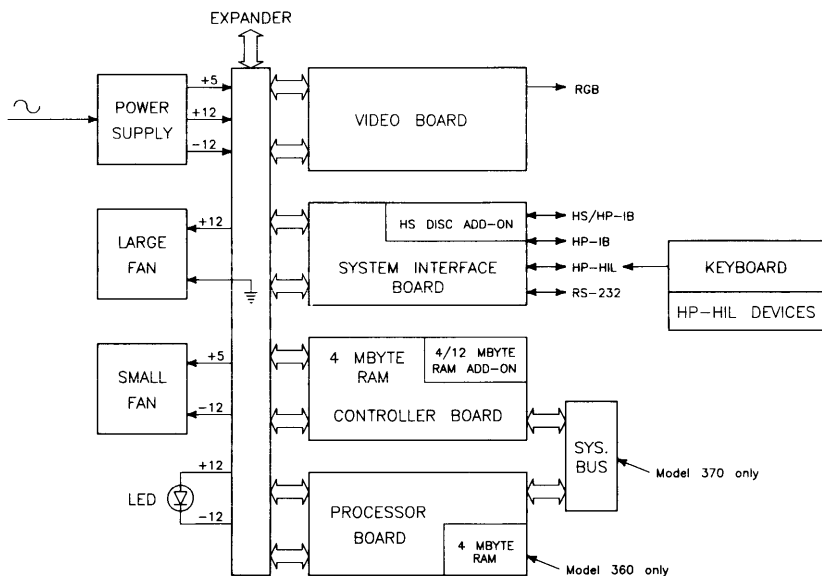 EXPANDER
POWER
SUPPLY
+5
+12
-12
VIDEO BOARD
RGB
LARGE
FAN
+12
HS DISC ADD-ON
SYSTEM INTERFACE
BOARD
HS/HP-IB
HP-IB
HP-HIL
RS-232
KEYBOARD
HP-HIL DEVICES
SMALL
FAN
+5
-12
4 MBYTE
RAM
4/12 MBYTE
RAM ADD-ON
CONTROLLER BOARD
SYS.
BUS
Model 370 only
LED
+12
-12
PROCESSOR
BOARD
4 MBYTE
RAM
Model 360 only